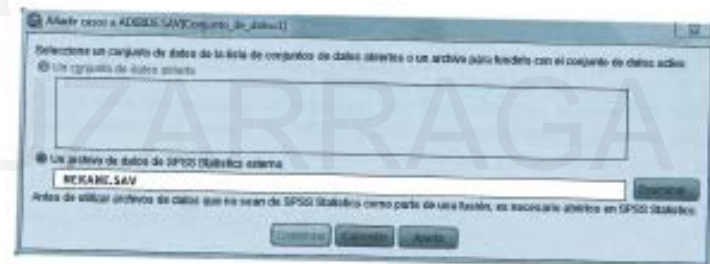 Añadir casos a ADIBIDE.SAV[Conjunto_de_datos1]
Seleccione un conjunto de datos de la lista de conjuntos de datos abiertos o un archivo para fundirlo con el conjunto de datos activo
Un conjunto de datos abierto
Un archivo de datos de SPSS Statistics externo
NEKANE.SAV
Examinar...
Antes de utilizar archivos de datos que no sean de SPSS Statistics como parte de una fusión, es necesario abrirlos en SPSS Statistics.
Continuar
Cancelar
Ayuda
UZARRAGA